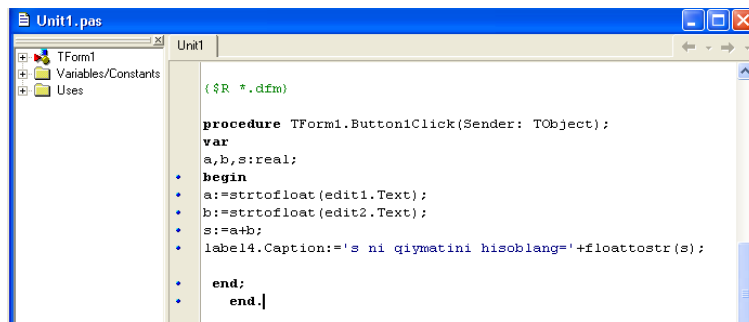 Unit1.pas
TForm1
Variables/Constants
Uses
Unit1
{$R *.dfm}
procedure TForm1.Button1Click(Sender: TObject);
var
a,b,s:real;
begin
a:=strtofloat(edit1.Text);
b:=strtofloat(edit2.Text);
s:=a+b;
label4.Caption:='s ni qiymatini hisoblang='+floattostr(s);
end;
end.